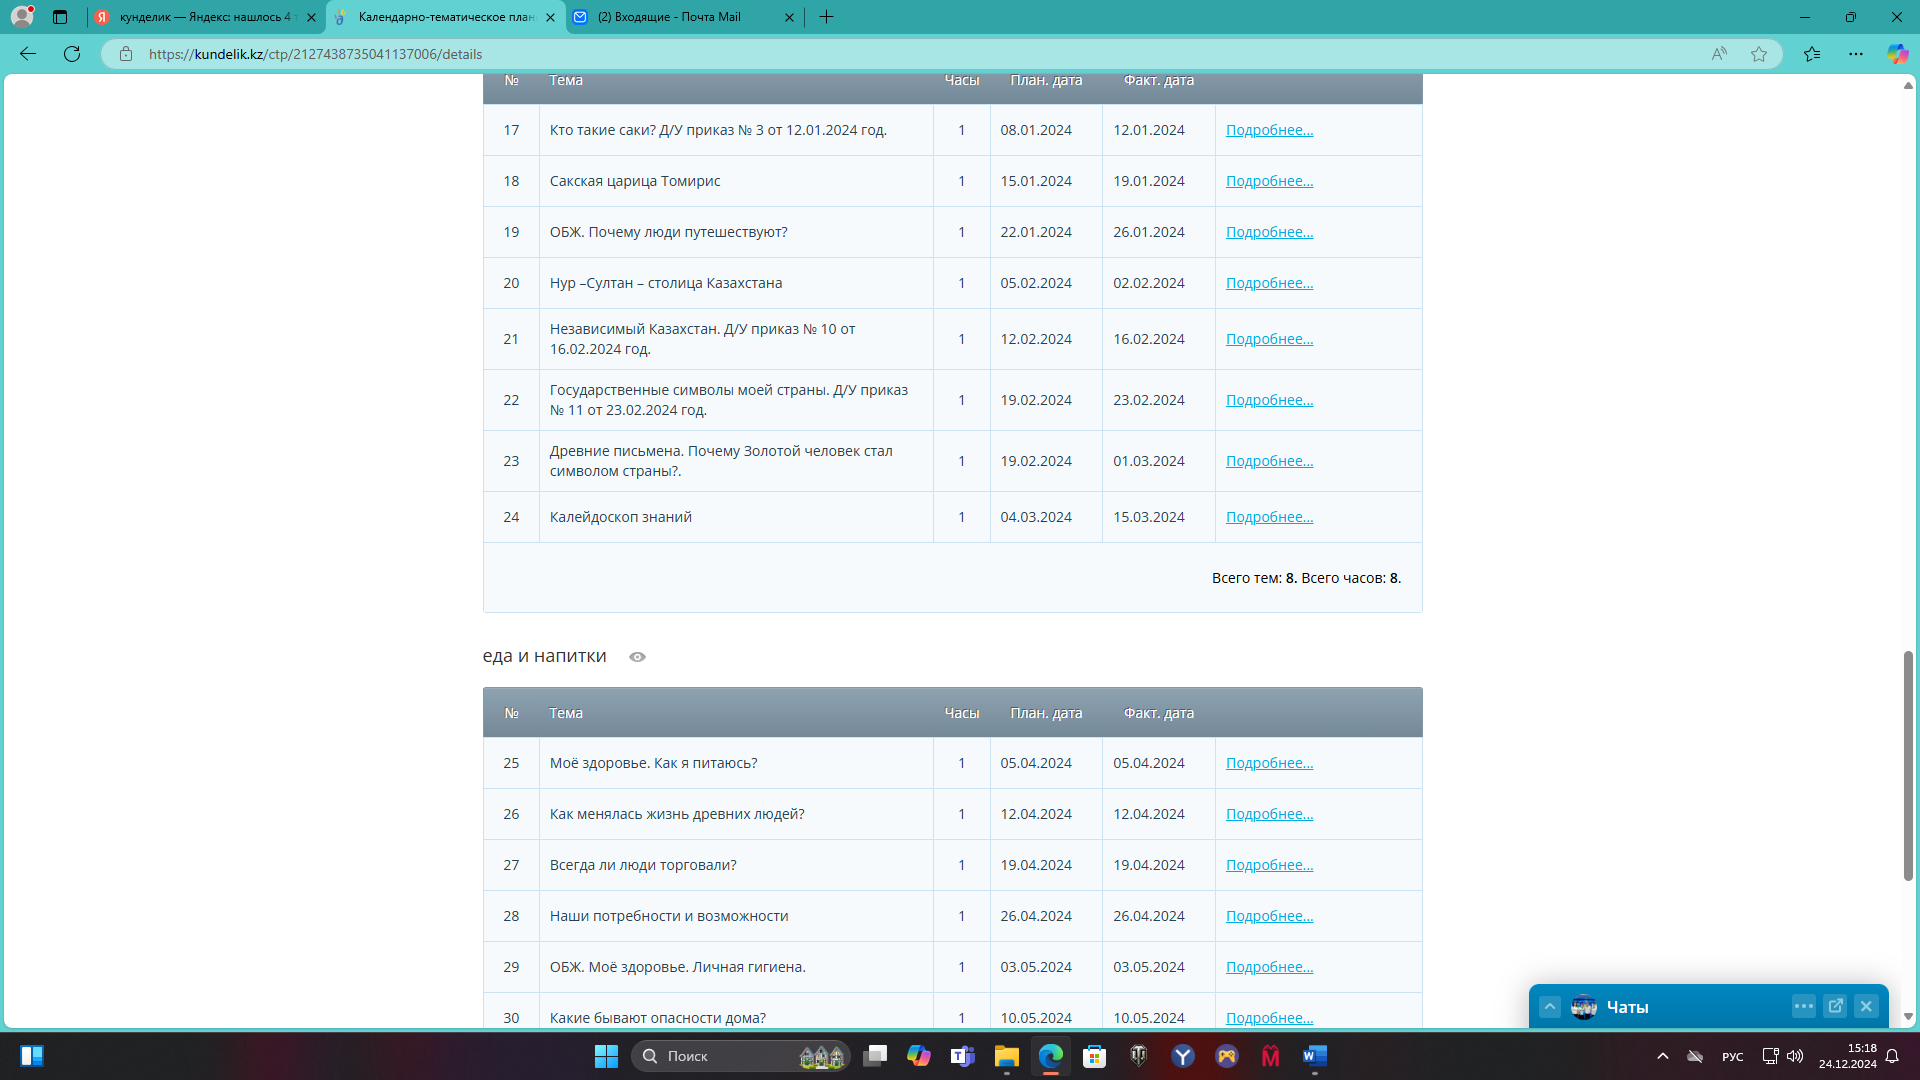 кунделик — Яндекс: нашлось 4 т
Календарно-тематическое план
(2) Входящие - Почта Mail
https://kundelik.kz/ctp/2127438735041137006/details
№ Тема Часы План. дата Факт. дата
17 Кто такие саки? Д/У приказ № 3 от 12.01.2024 год. 1 08.01.2024 12.01.2024 Подробнее...
18 Сакская царица Томирис 1 15.01.2024 19.01.2024 Подробнее...
19 ОБЖ. Почему люди путешествуют? 1 22.01.2024 26.01.2024 Подробнее...
20 Нур –Султан – столица Казахстана 1 05.02.2024 02.02.2024 Подробнее...
21 Независимый Казахстан. Д/У приказ № 10 от
16.02.2024 год. 1 12.02.2024 16.02.2024 Подробнее...
22 Государственные символы моей страны. Д/У приказ
№ 11 от 23.02.2024 год. 1 19.02.2024 23.02.2024 Подробнее...
23 Древние письмена. Почему Золотой человек стал
символом страны?. 1 19.02.2024 01.03.2024 Подробнее...
24 Калейдоскоп знаний 1 04.03.2024 15.03.2024 Подробнее...
Всего тем: 8. Всего часов: 8.
еда и напитки
№ Тема Часы План. дата Факт. дата
25 Моё здоровье. Как я питаюсь? 1 05.04.2024 05.04.2024 Подробнее...
26 Как менялась жизнь древних людей? 1 12.04.2024 12.04.2024 Подробнее...
27 Всегда ли люди торговали? 1 19.04.2024 19.04.2024 Подробнее...
28 Наши потребности и возможности 1 26.04.2024 26.04.2024 Подробнее...
29 ОБЖ. Моё здоровье. Личная гигиена. 1 03.05.2024 03.05.2024 Подробнее...
30 Какие бывают опасности дома? 1 10.05.2024 10.05.2024 Подробнее...
Чаты
Поиск
РУС
15:18
24.12.2024